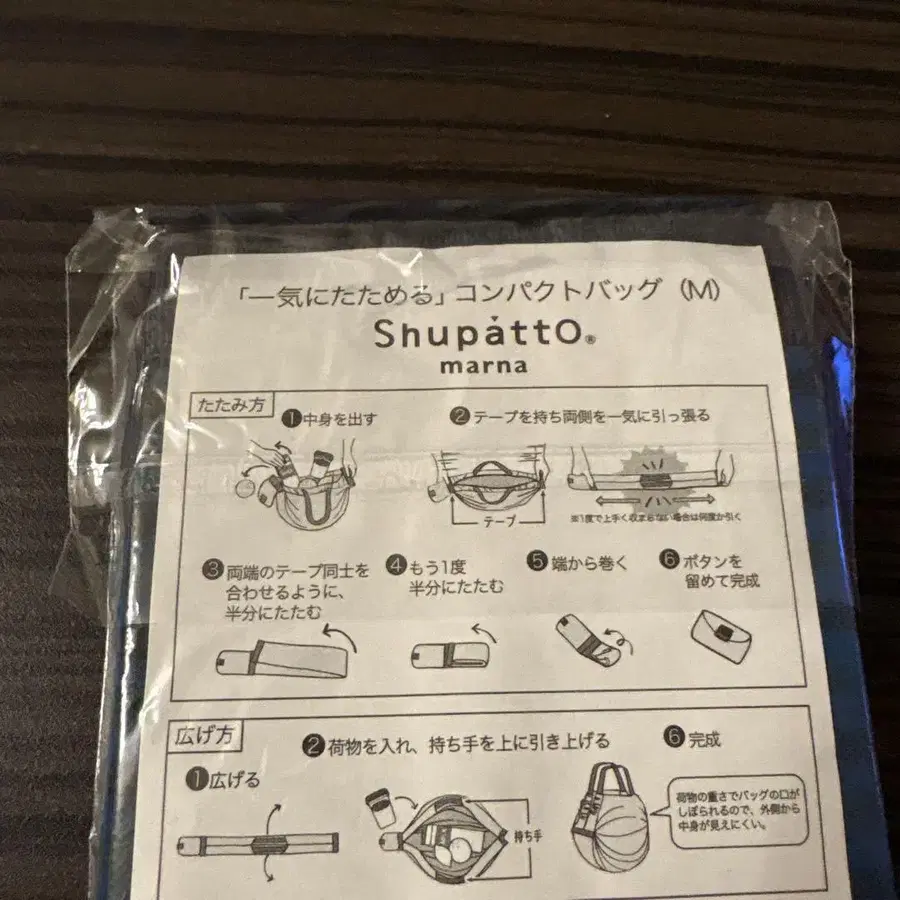 「一気にたためる」コンパクトバッグ（M）
Shupatto®
marna
たたみ方
❶中身を出す
❷テープを持ち両側を一気に引っ張る
テープ
※1度で上手く収まらない場合は何度か引く
❸両端のテープ同士を
合わせるように、
半分にたたむ
❹もう1度
半分にたたむ
❺端から巻く
❻ボタンを
留めて完成
広げ方
❶広げる
❷荷物を入れ、持ち手を上に引き上げる
持ち手
❻完成
荷物の重さでバッグの口が
しぼられるので、外側から
中身が見えにくい。